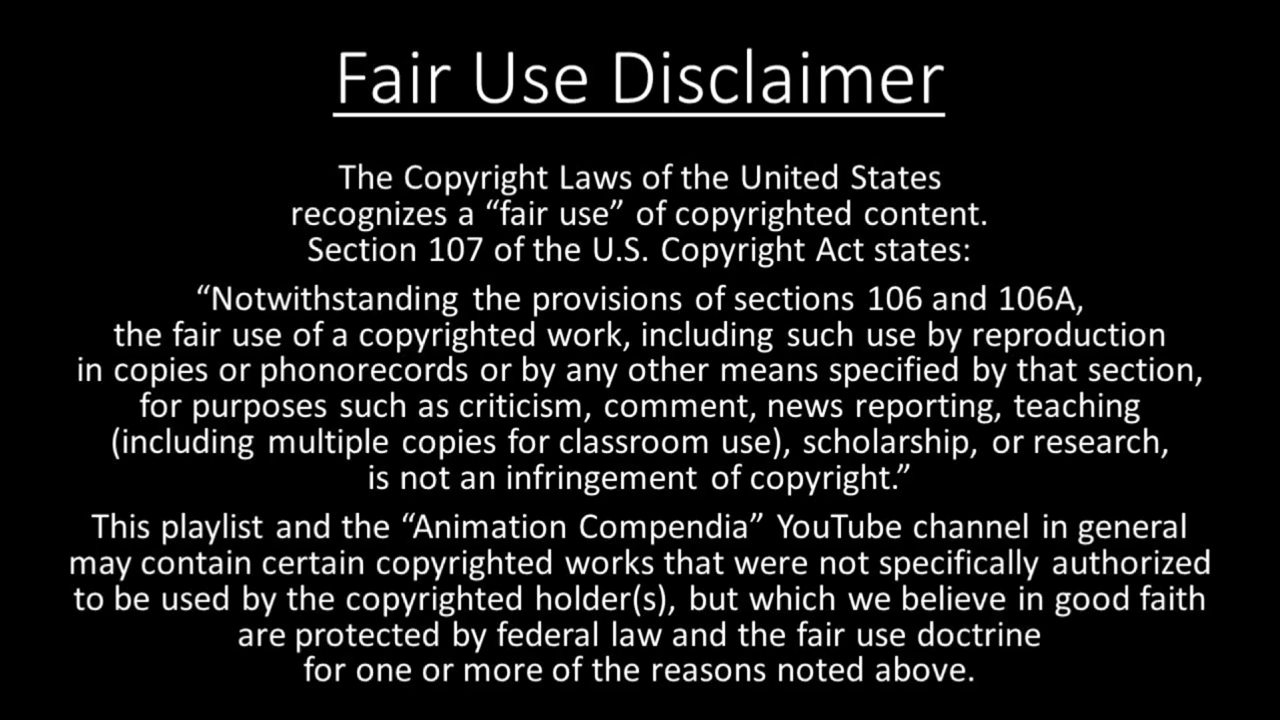 Fair Use Disclaimer
The Copyright Laws of the United States
recognizes a “fair use” of copyrighted content.
Section 107 of the U.S. Copyright Act states:
“Notwithstanding the provisions of sections 106 and 106A,
the fair use of a copyrighted work, including such use by reproduction
in copies or phonorecords or by any other means specified by that section,
for purposes such as criticism, comment, news reporting, teaching
(including multiple copies for classroom use), scholarship, or research,
is not an infringement of copyright.”
This playlist and the “Animation Compendia” YouTube channel in general
may contain certain copyrighted works that were not specifically authorized
to be used by the copyrighted holder(s), but which we believe in good faith
are protected by federal law and the fair use doctrine
for one or more of the reasons noted above.